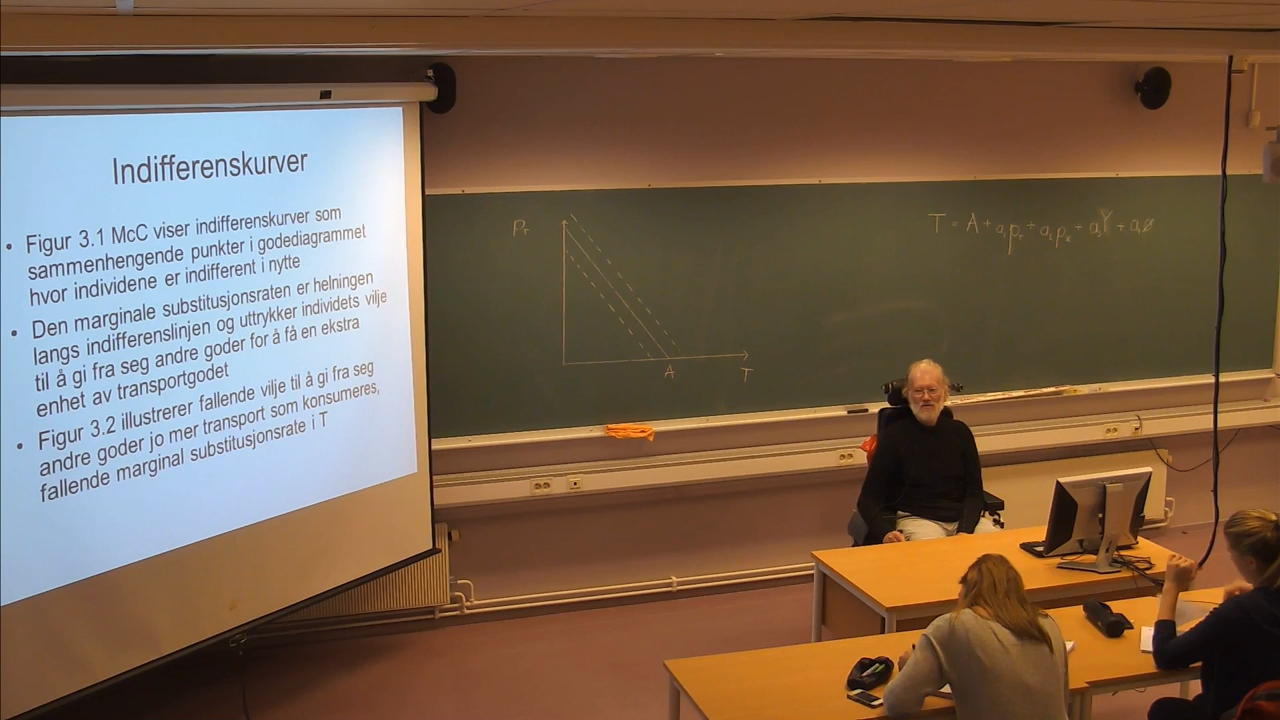 Indifferenskurver
• Figur 3.1 McC viser indifferenskurver som
sammenhengende punkter i godediagrammet
hvor individene er indifferent i nytte
• Den marginale substitusjonsraten er helningen
langs indifferenslinjen og uttrykker individets vilje
til å gi fra seg andre goder for å få en ekstra
enhet av transportgodet
• Figur 3.2 illustrerer fallende vilje til å gi fra seg
andre goder jo mer transport som konsumeres,
fallende marginal substitusjonsrate i T
P_T
A
T
T = A +